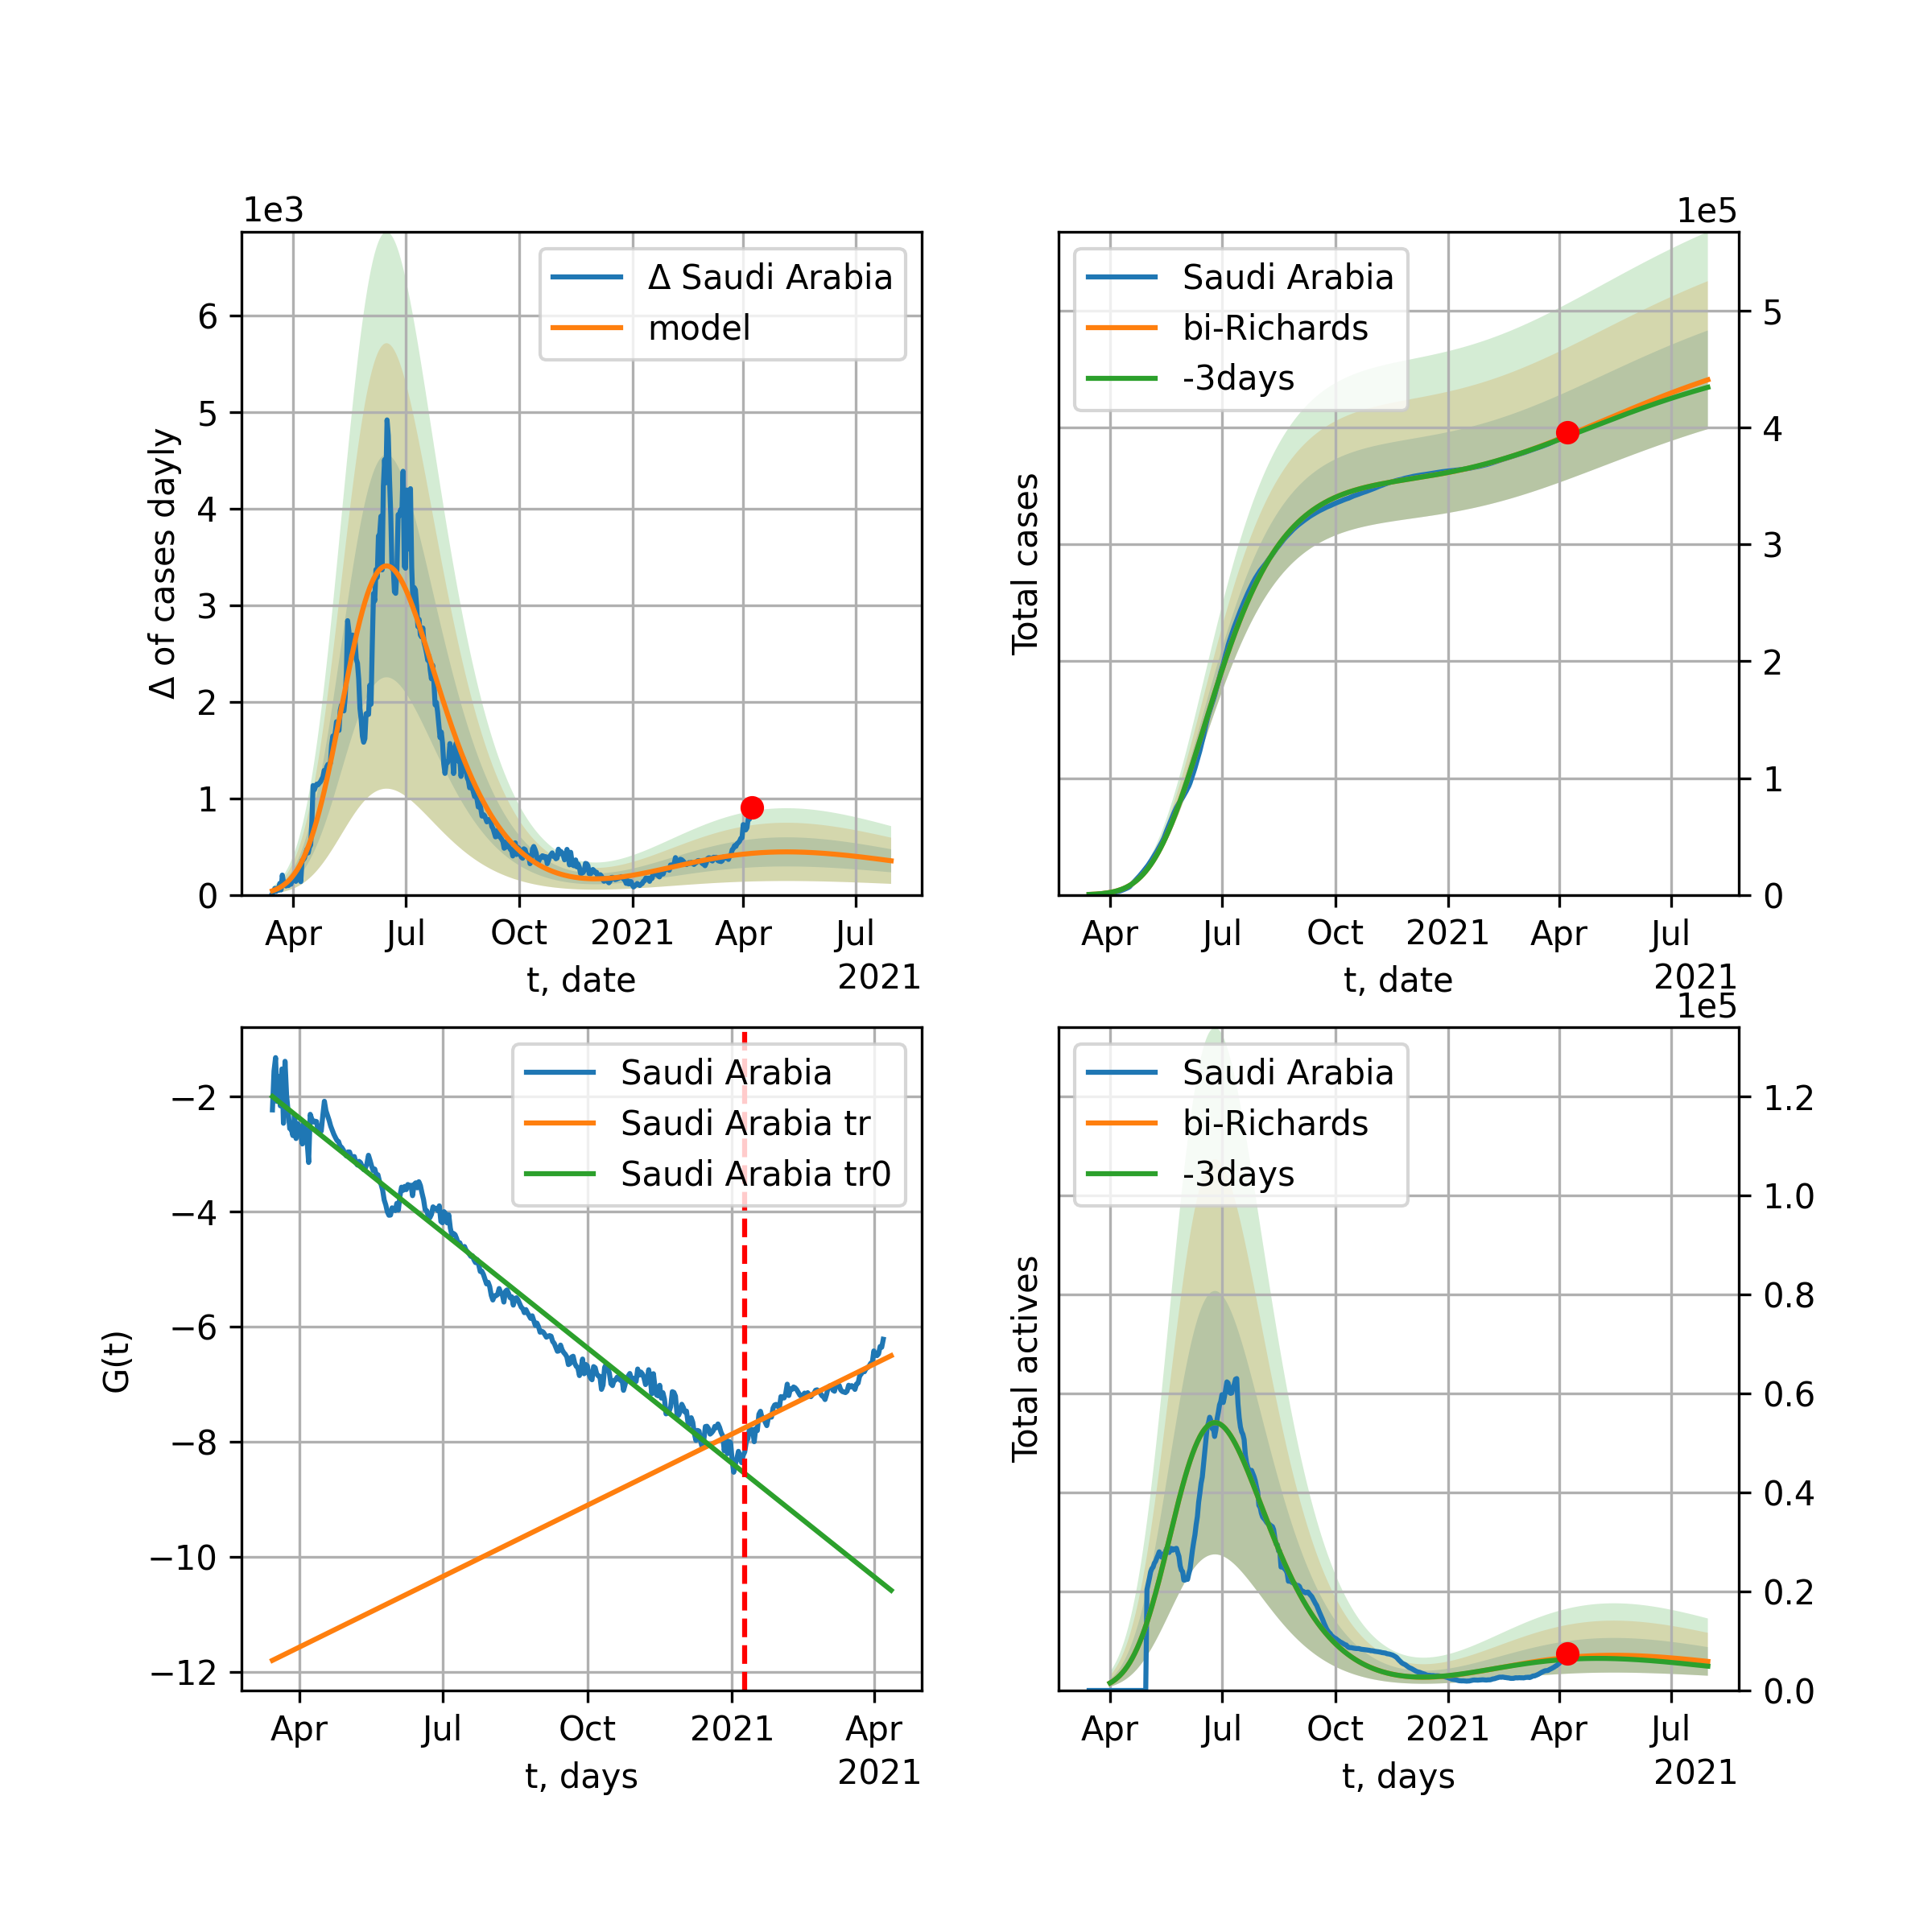 1e3
Δ of cases dayly
6
5
4
3
2
1
0
Δ Saudi Arabia
model
Apr Jul Oct 2021 Apr Jul
t, date
2021
1e5
Total cases
Saudi Arabia
bi-Richards
-3days
5
4
3
2
1
0
Apr Jul Oct 2021 Apr Jul
t, date
2021
G(t)
−2
−4
−6
−8
−10
−12
Saudi Arabia
Saudi Arabia tr
Saudi Arabia tr0
Apr Jul Oct 2021 Apr
t, days
2021
1e5
Total actives
Saudi Arabia
bi-Richards
-3days
1.2
1.0
0.8
0.6
0.4
0.2
0.0
Apr Jul Oct 2021 Apr Jul
t, days
2021